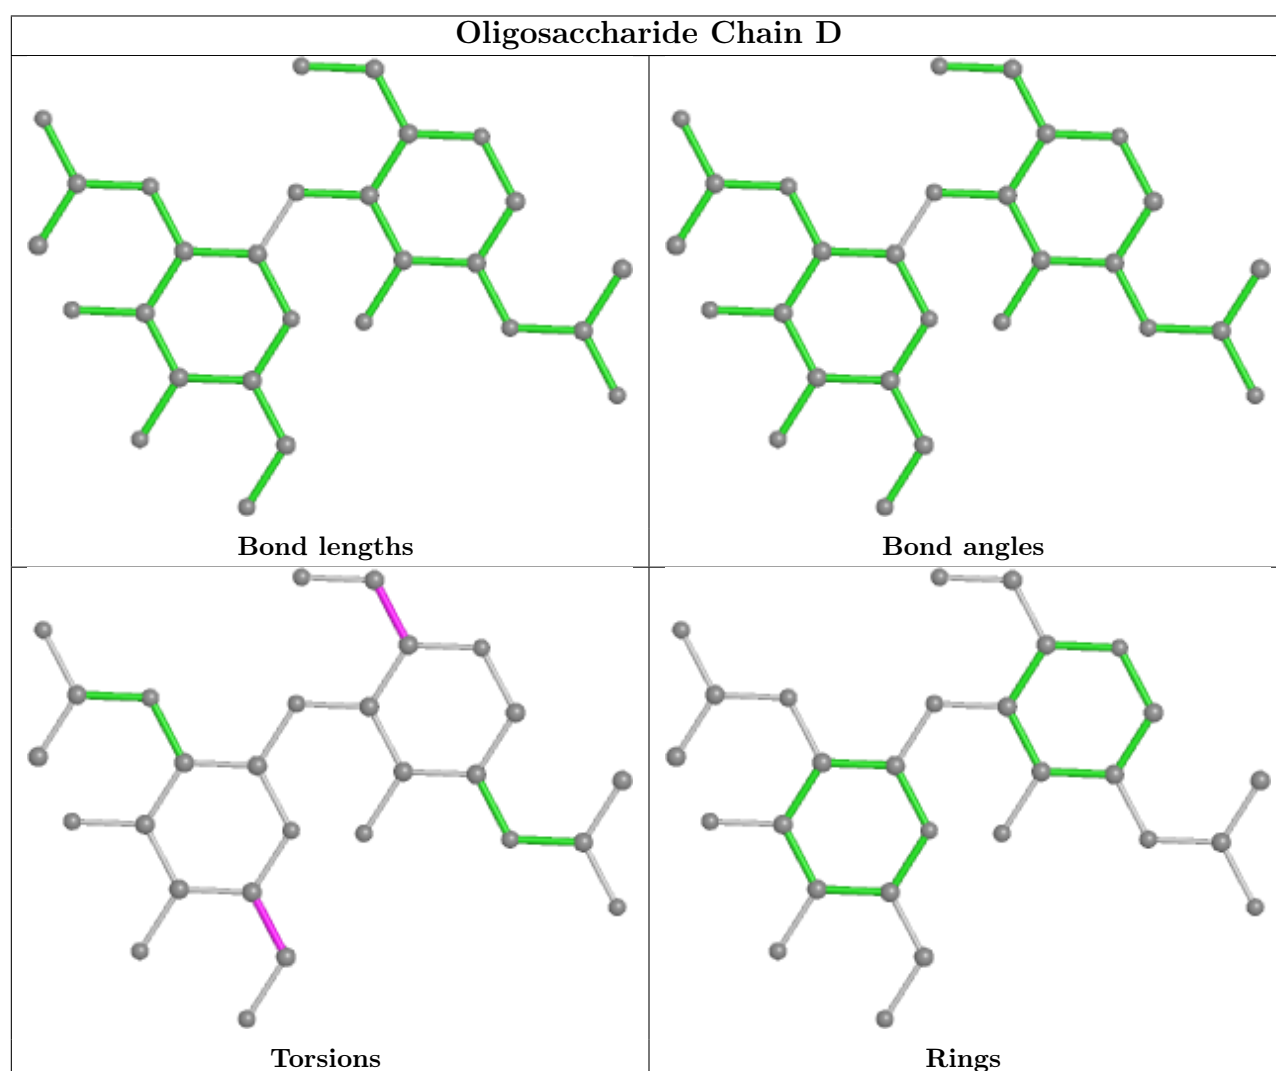 Oligosaccharide Chain D
Bond lengths
Bond angles
Torsions
Rings